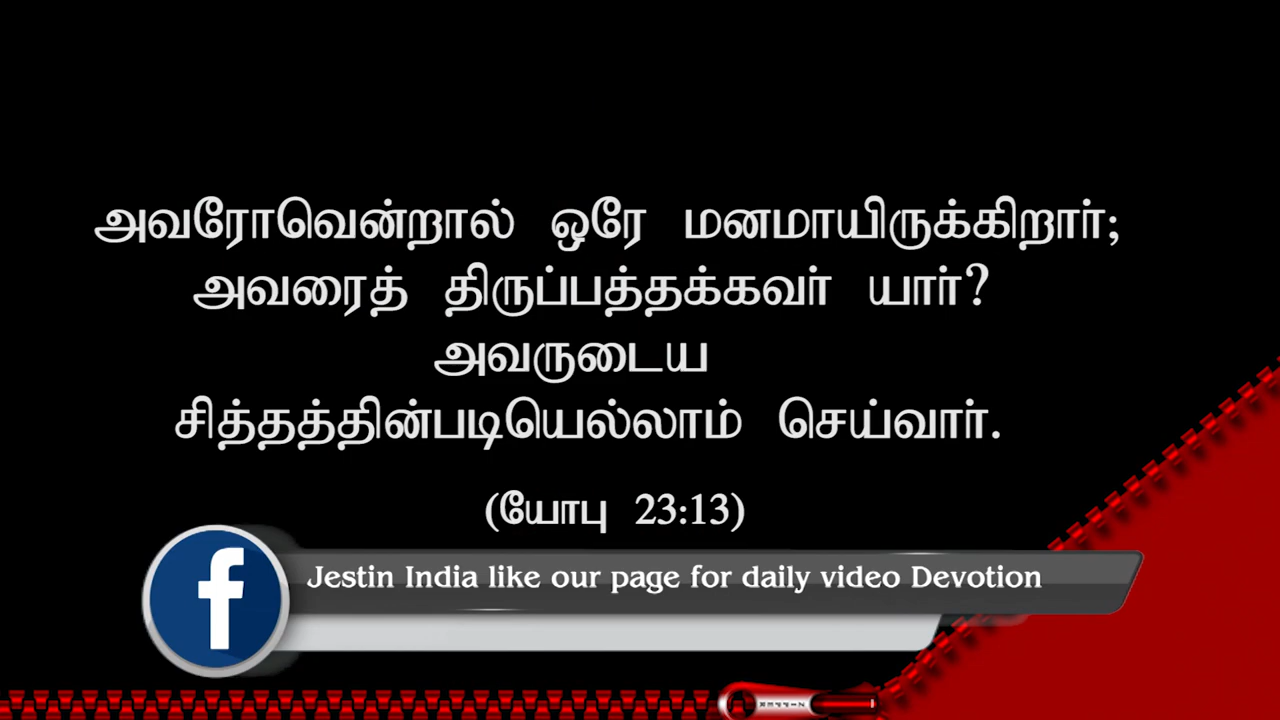 அவரோவென்றால் ஒரே மனமாயிருக்கிறார்;
அவரைத் திருப்பத்தக்கவர் யார்?
அவருடைய
சித்தத்தின்படியெல்லாம் செய்வார்.
(யோபு 23:13)
Jestin India like our page for daily video Devotion